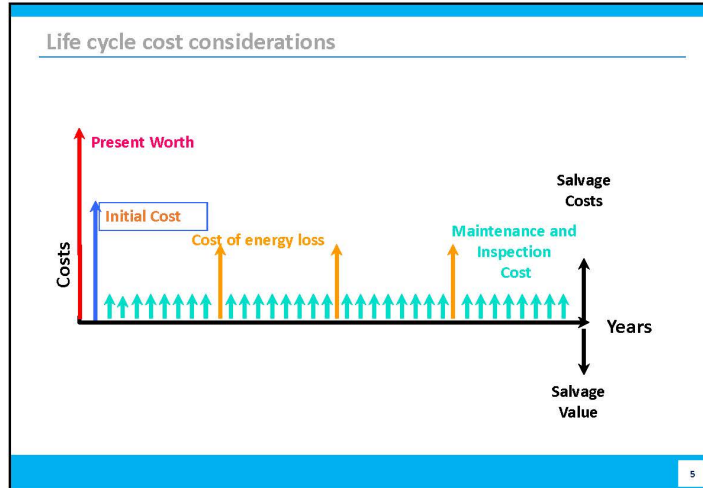 Life cycle cost considerations
Present Worth
Salvage
Costs
Initial Cost
Cost of energy loss
Maintenance and
Inspection
Cost
Costs
Years
Salvage
Value
5